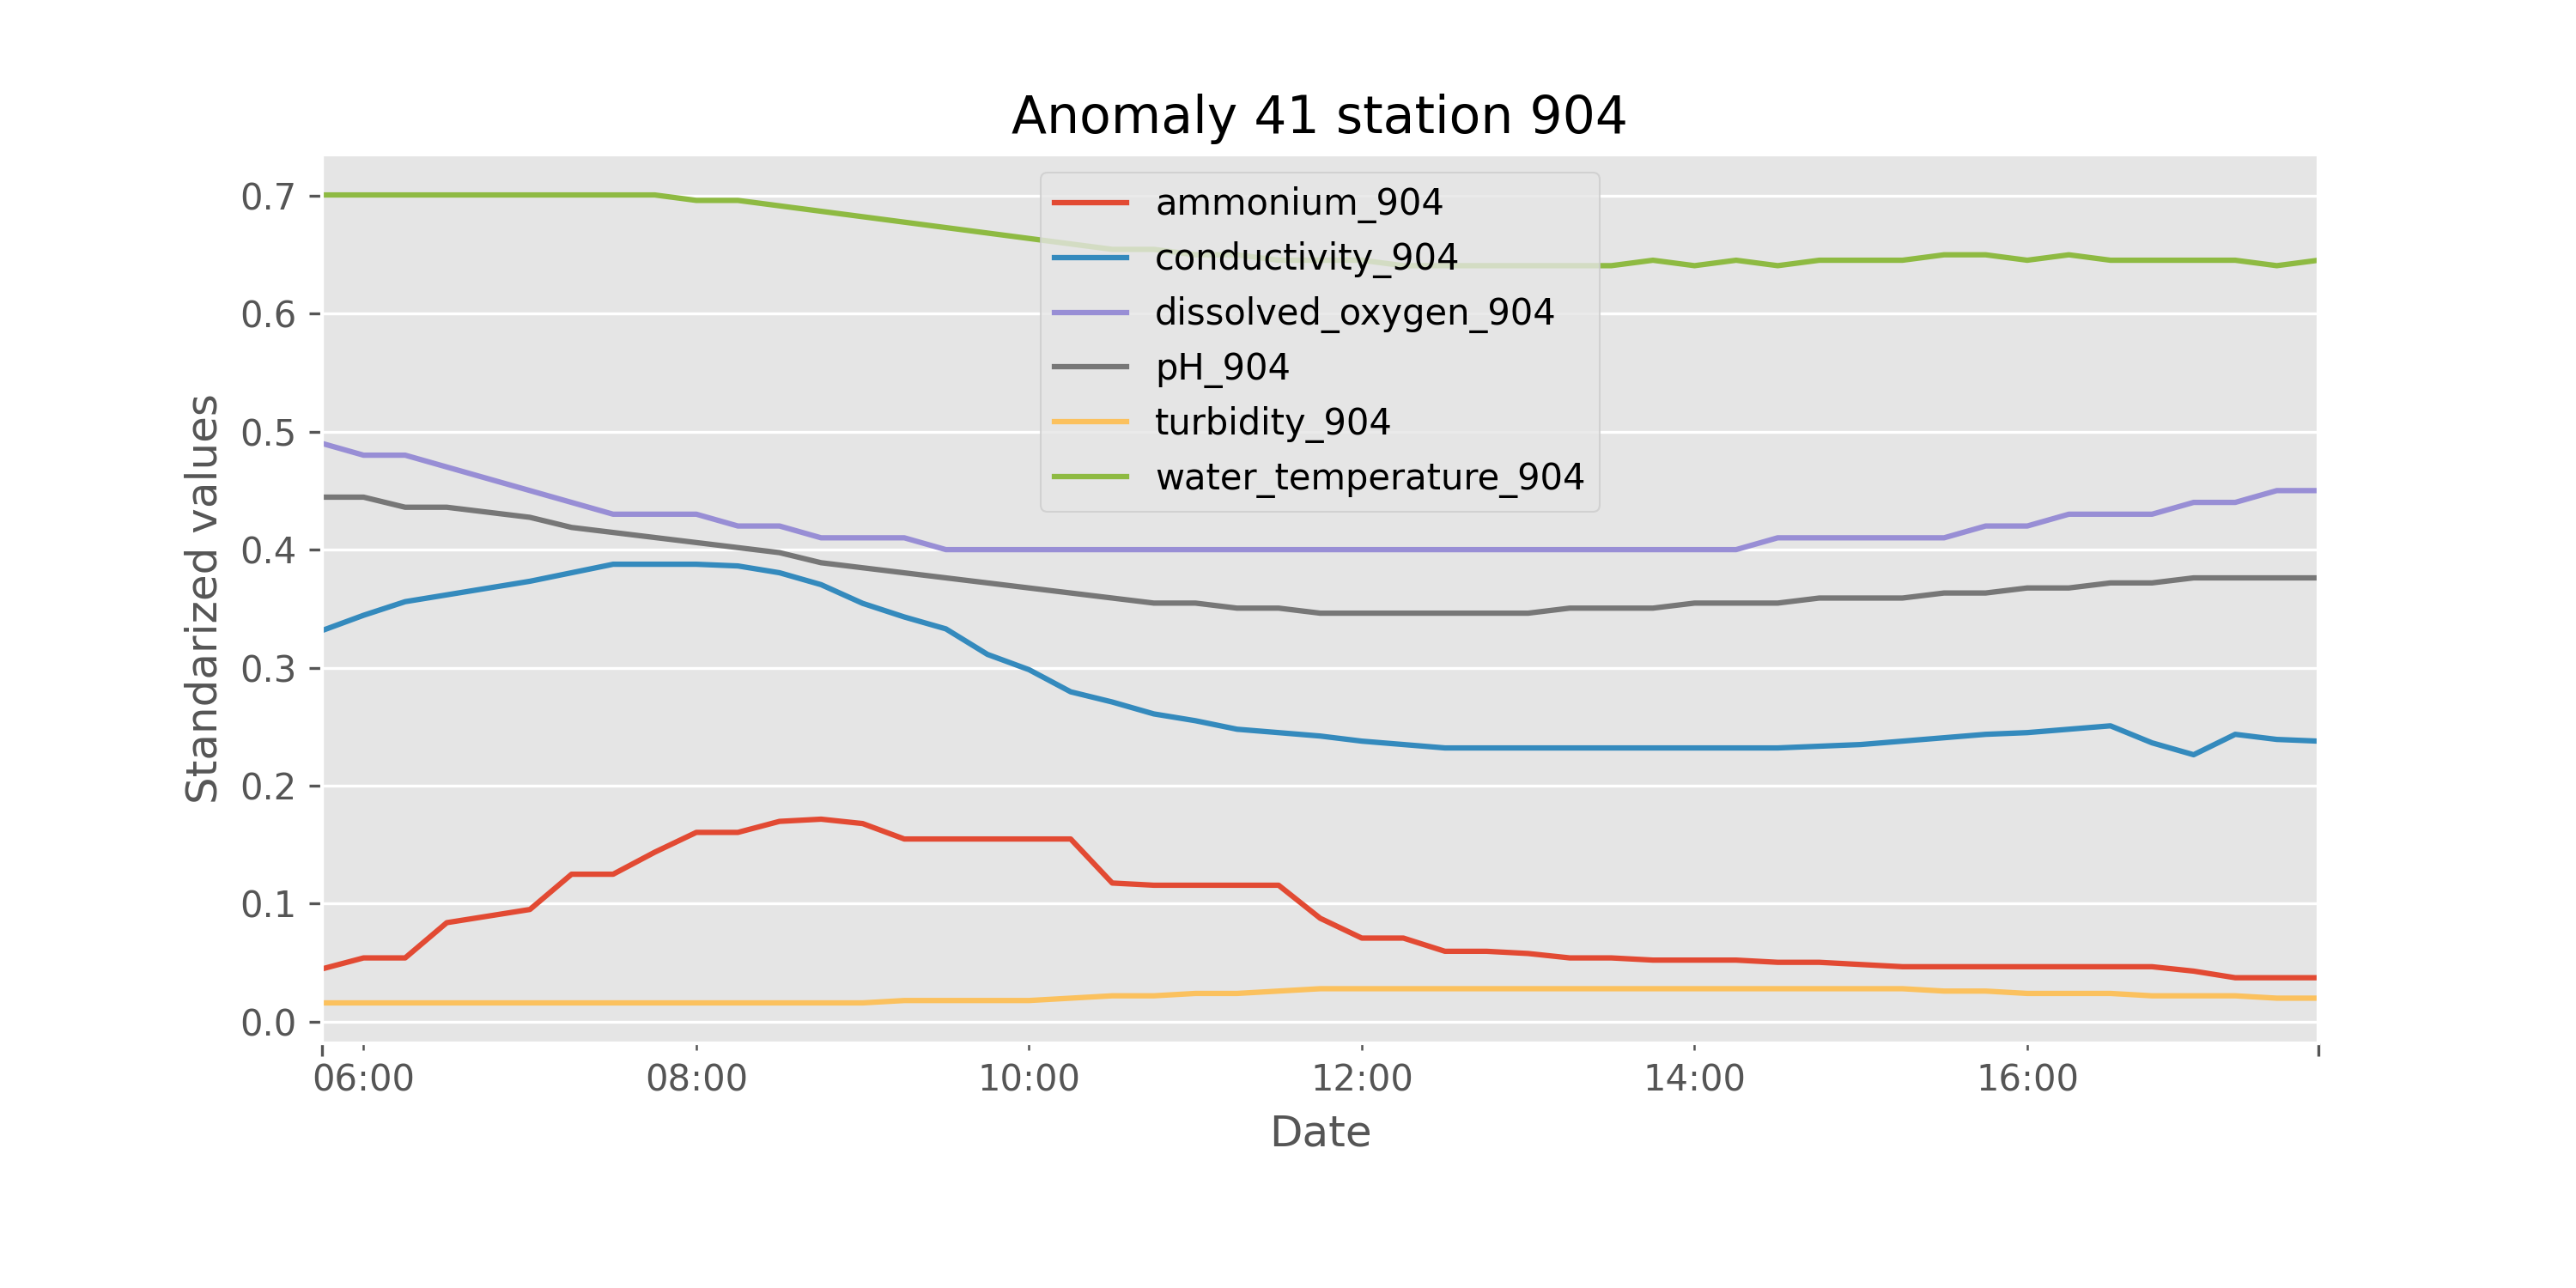 Anomaly 41 station 904
ammonium_904
conductivity_904
dissolved_oxygen_904
pH_904
turbidity_904
water_temperature_904
Standarized values
0.7
0.6
0.5
0.4
0.3
0.2
0.1
0.0
06:00 08:00 10:00 12:00 14:00 16:00
Date